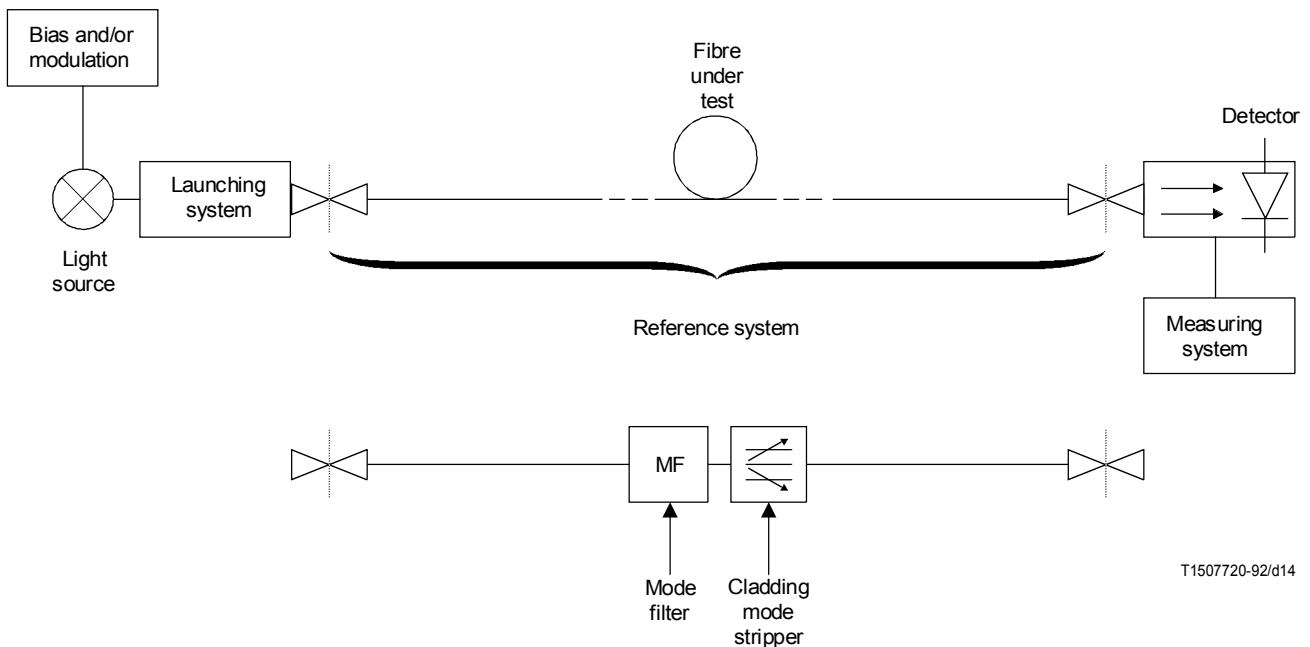 Bias and/or
modulation
Fibre
under
test
Detector
Launching
system
Light
source
Reference system
Measuring
system
MF
Mode
filter
Cladding
mode
stripper
T1507720-92/d14